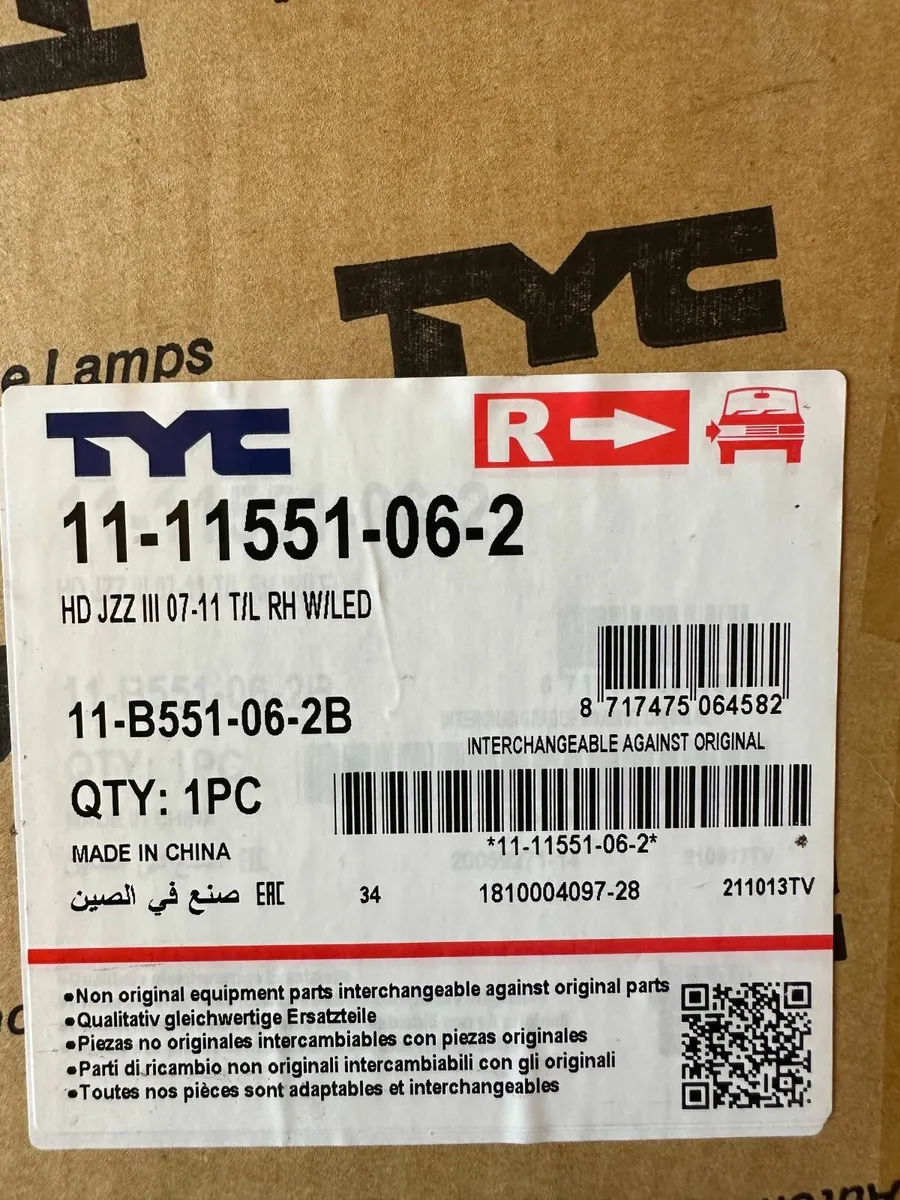 TYC
e Lamps
TYC
R
11-11551-06-2
HD JZZ III 07-11 T/L RH W/LED
8 717475 064582
11-B551-06-2B
INTERCHANGEABLE AGAINST ORIGINAL
QTY: 1PC
*11-11551-06-2*
MADE IN CHINA
صنع في الصين EAC 34 1810004097-28 211013TV
•Non original equipment parts interchangeable against original parts
•Qualitativ gleichwertige Ersatzteile
•Piezas no originales intercambiables con piezas originales
•Parti di ricambio non originali intercambiabili con gli originali
•Toutes nos pièces sont adaptables et interchangeables